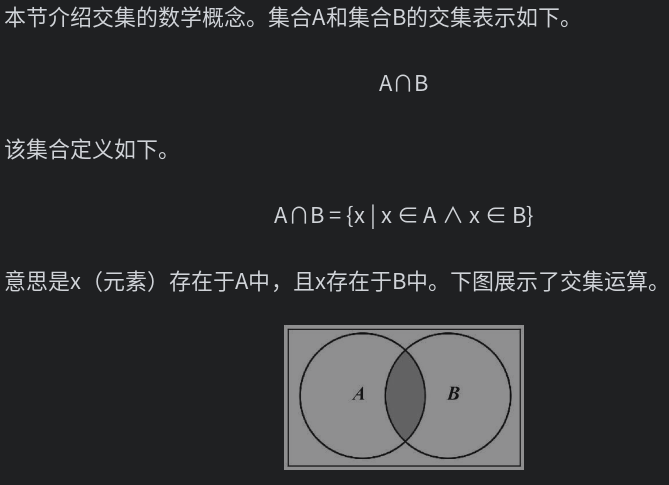 本节介绍交集的数学概念。集合A和集合B的交集表示如下。
A∩B
该集合定义如下。
A∩B = {x | x ∈ A ∧ x ∈ B}
意思是x（元素）存在于A中，且x存在于B中。下图展示了交集运算。
A B